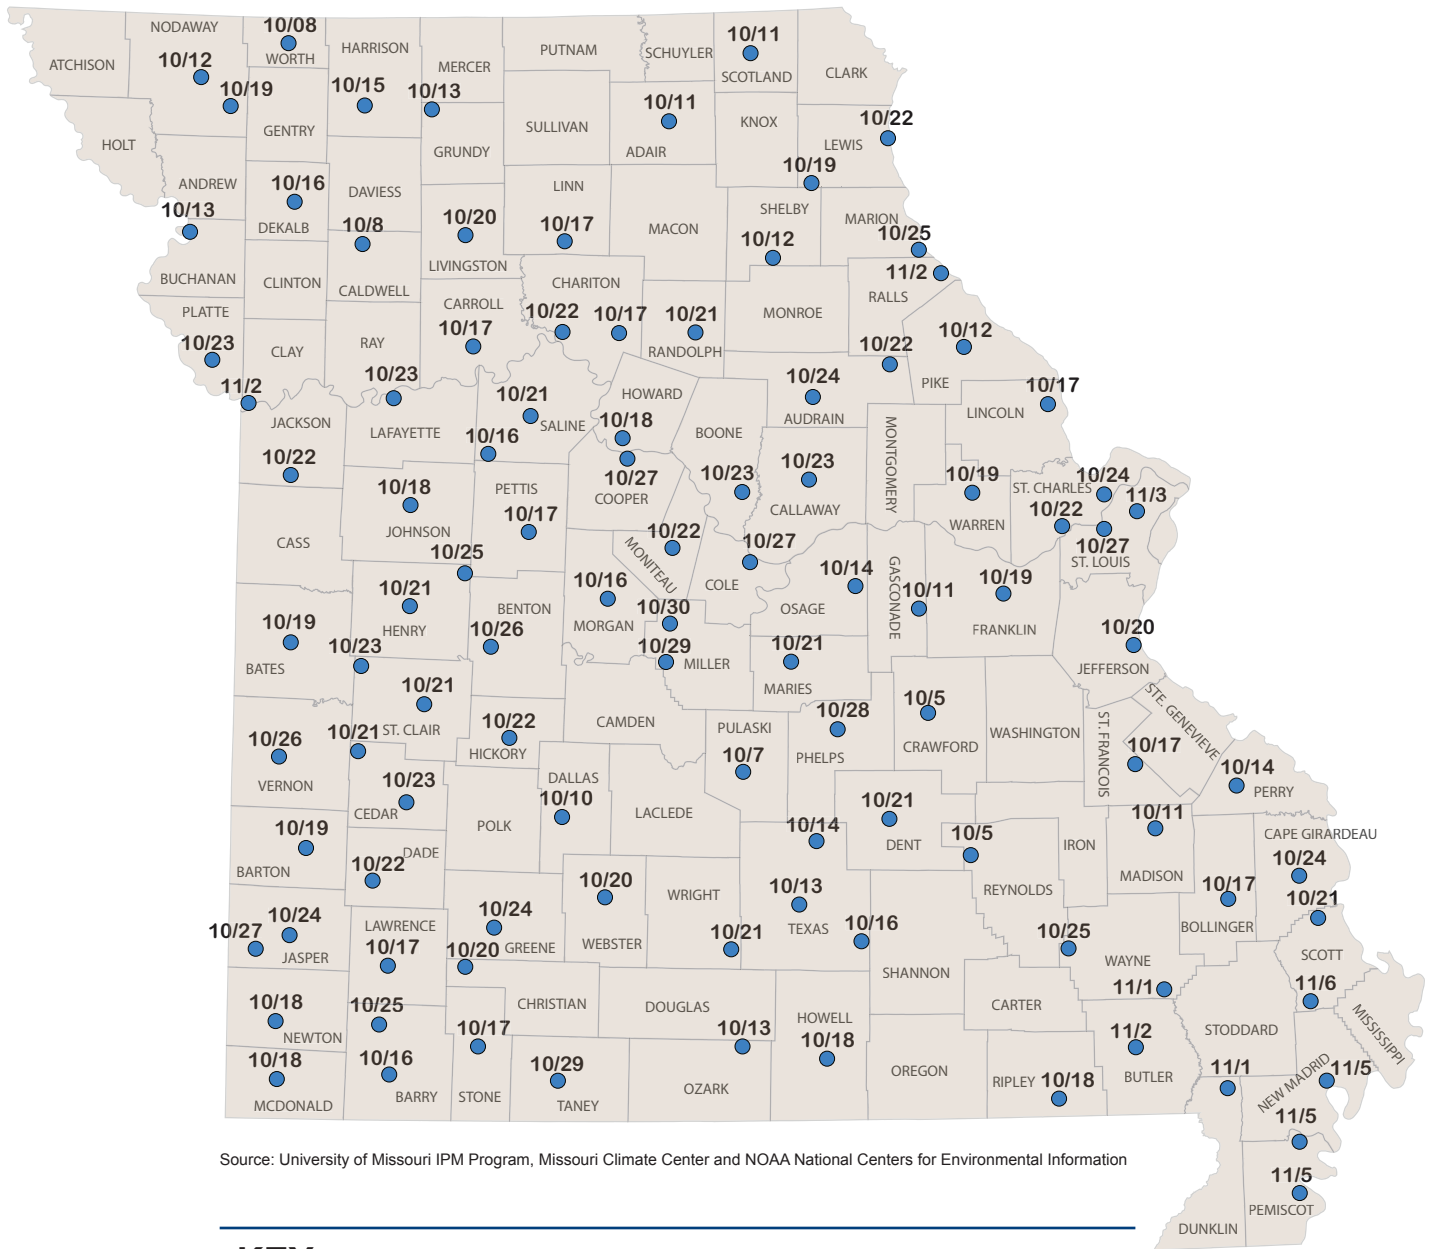 NODAWAY
10/08
WORTH
HARRISON
PUTNAM
SCHUYLER
10/11
SCOTLAND
CLARK
ATCHISON
10/12
MERCER
10/19
10/15
10/13
10/11
ADAIR
KNOX
10/22
LEWIS
HOLT
GENTRY
SULLIVAN
GRUNDY
10/19
ANDREW
10/16
DEKALB
DAVIESS
LINN
SHELBY
MARION
10/13
10/8
10/20
LIVINGSTON
10/17
MACON
10/12
10/25
11/2
RALLS
BUCHANAN
CLINTON
CALDWELL
CHARITON
PLATTE
CARROLL
10/17
10/22
10/17
10/21
RANDOLPH
MONROE
10/12
10/23
CLAY
RAY
10/22
PIKE
11/2
10/23
10/21
SALINE
HOWARD
10/24
AUDRAIN
LINCOLN
10/17
JACKSON
LAFAYETTE
10/16
10/18
BOONE
MONTGOMERY
10/22
10/18
JOHNSON
PETTIS
10/17
10/27
COOPER
10/23
10/23
CALLAWAY
10/19
WARREN
ST. CHARLES
10/22
10/24
11/3
10/27
ST. LOUIS
CASS
10/25
MONITEAU
10/22
10/27
COLE
10/14
OSAGE
GASCONADE
10/11
10/19
FRANKLIN
10/21
HENRY
BENTON
10/26
10/16
MORGAN
10/30
10/29
MILLER
10/21
MARIES
10/20
JEFFERSON
10/19
BATES
10/23
10/21
ST. CLAIR
10/22
HICKORY
CAMDEN
PULASKI
10/7
10/28
PHELPS
10/5
CRAWFORD
WASHINGTON
ST. FRANCOIS
STE. GENEVIEVE
10/17
10/14
PERRY
10/26
VERNON
10/21
10/23
CEDAR
DALLAS
10/10
LACLEDE
POLK
10/21
DENT
10/5
IRON
10/11
MADISON
CAPE GIRARDEAU
10/24
10/19
BARTON
DADE
10/22
10/14
10/20
WEBSTER
WRIGHT
10/13
TEXAS
REYNOLDS
10/17
BOLLINGER
10/21
SCOTT
10/27
10/24
JASPER
LAWRENCE
10/17
10/24
GREENE
10/20
10/21
10/16
SHANNON
10/25
WAYNE
11/1
11/6
MISSISSIPPI
10/18
NEWTON
10/25
CHRISTIAN
DOUGLAS
HOWELL
10/18
CARTER
STODDARD
10/18
MCDONALD
10/16
BARRY
10/17
STONE
10/29
TANEY
10/13
OZARK
OREGON
RIPLEY
10/18
11/2
BUTLER
11/1
NEW MADRID
11/5
11/5
Source: University of Missouri IPM Program, Missouri Climate Center and NOAA National Centers for Environmental Information
11/5
PEMISCOT
DUNKLIN